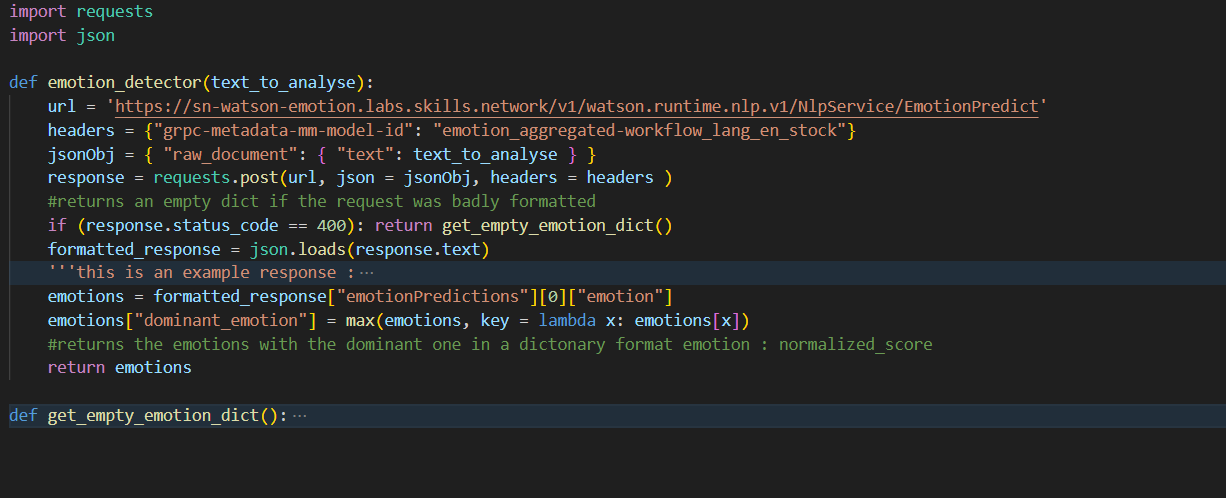 import requests
import json
def emotion_detector(text_to_analyse):
    url = 'https://sn-watson-emotion.labs.skills.network/v1/watson.runtime.nlp.v1/NlpService/EmotionPredict'
    headers = {"grpc-metadata-mm-model-id": "emotion_aggregated-workflow_lang_en_stock"}
    jsonObj = { "raw_document": { "text": text_to_analyse } }
    response = requests.post(url, json = jsonObj, headers = headers )
    #returns an empty dict if the request was badly formatted
    if (response.status_code == 400): return get_empty_emotion_dict()
    formatted_response = json.loads(response.text)
    '''this is an example response :···
    emotions = formatted_response["emotionPredictions"][0]["emotion"]
    emotions["dominant_emotion"] = max(emotions, key = lambda x: emotions[x])
    #returns the emotions with the dominant one in a dictonary format emotion : normalized_score
    return emotions
def get_empty_emotion_dict():···